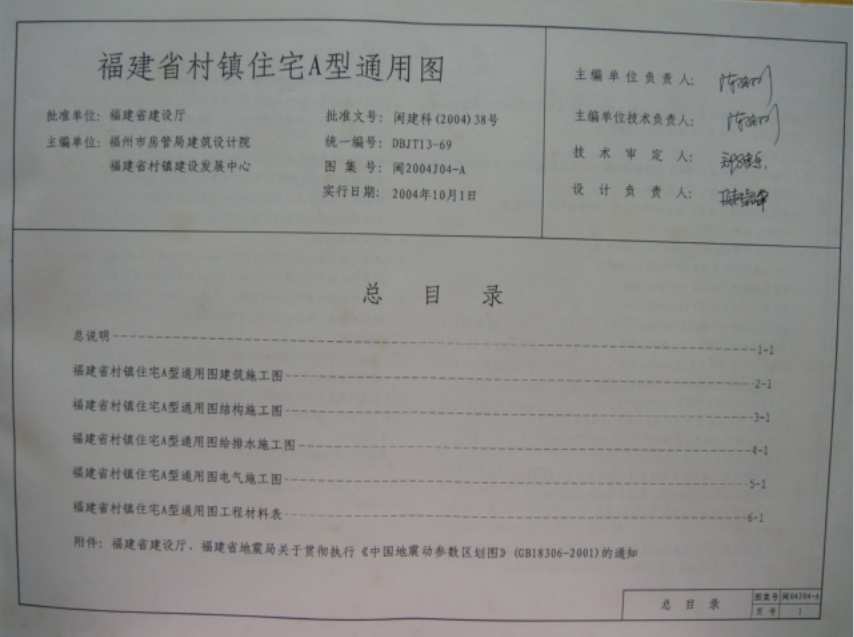 福建省村镇住宅A型通用图
批准单位: 福建省建设厅
主编单位: 福州市房管局建筑设计院
福建省村镇建设发展中心
批准文号: 闽建科(2004)38号
统一编号: DBJT13-69
图 集 号: 闽2004J04-A
实行日期: 2004年10月1日
主编单位负责人:
主编单位技术负责人:
技 术 审 定 人:
设 计 负 责 人:
总 目 录
总说明 1-1
福建省村镇住宅A型通用图建筑施工图 2-1
福建省村镇住宅A型通用图结构施工图 3-1
福建省村镇住宅A型通用图给排水施工图 4-1
福建省村镇住宅A型通用图电气施工图 5-1
福建省村镇住宅A型通用图工程材料表 6-1
附件: 福建省建设厅、福建省地震局关于贯彻执行《中国地震动参数区划图》(GB18306-2001)的通知
总 目 录
图集号 闽04J04-A
页 号 1